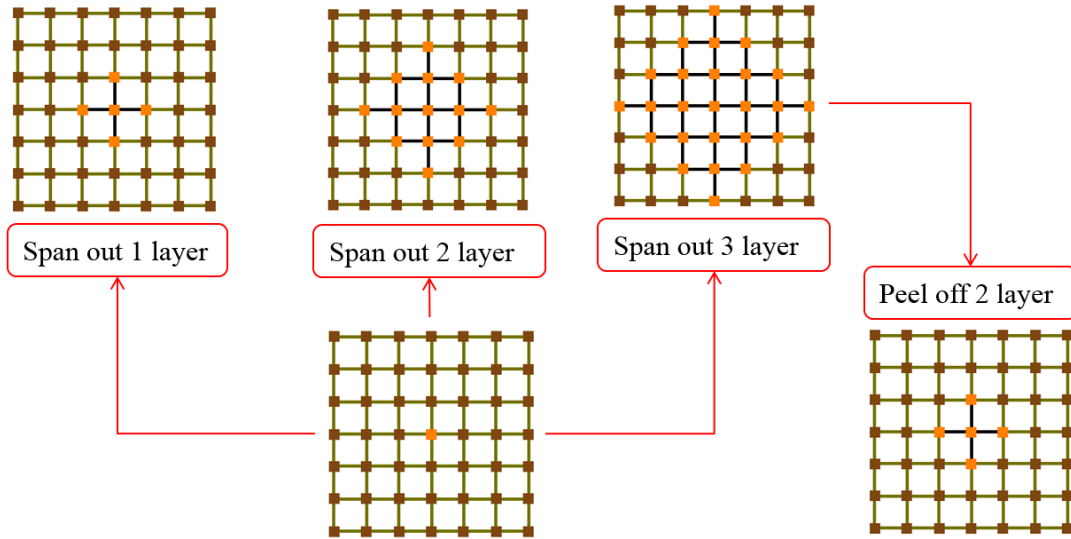 Span out 1 layer
Span out 2 layer
Span out 3 layer
Peel off 2 layer